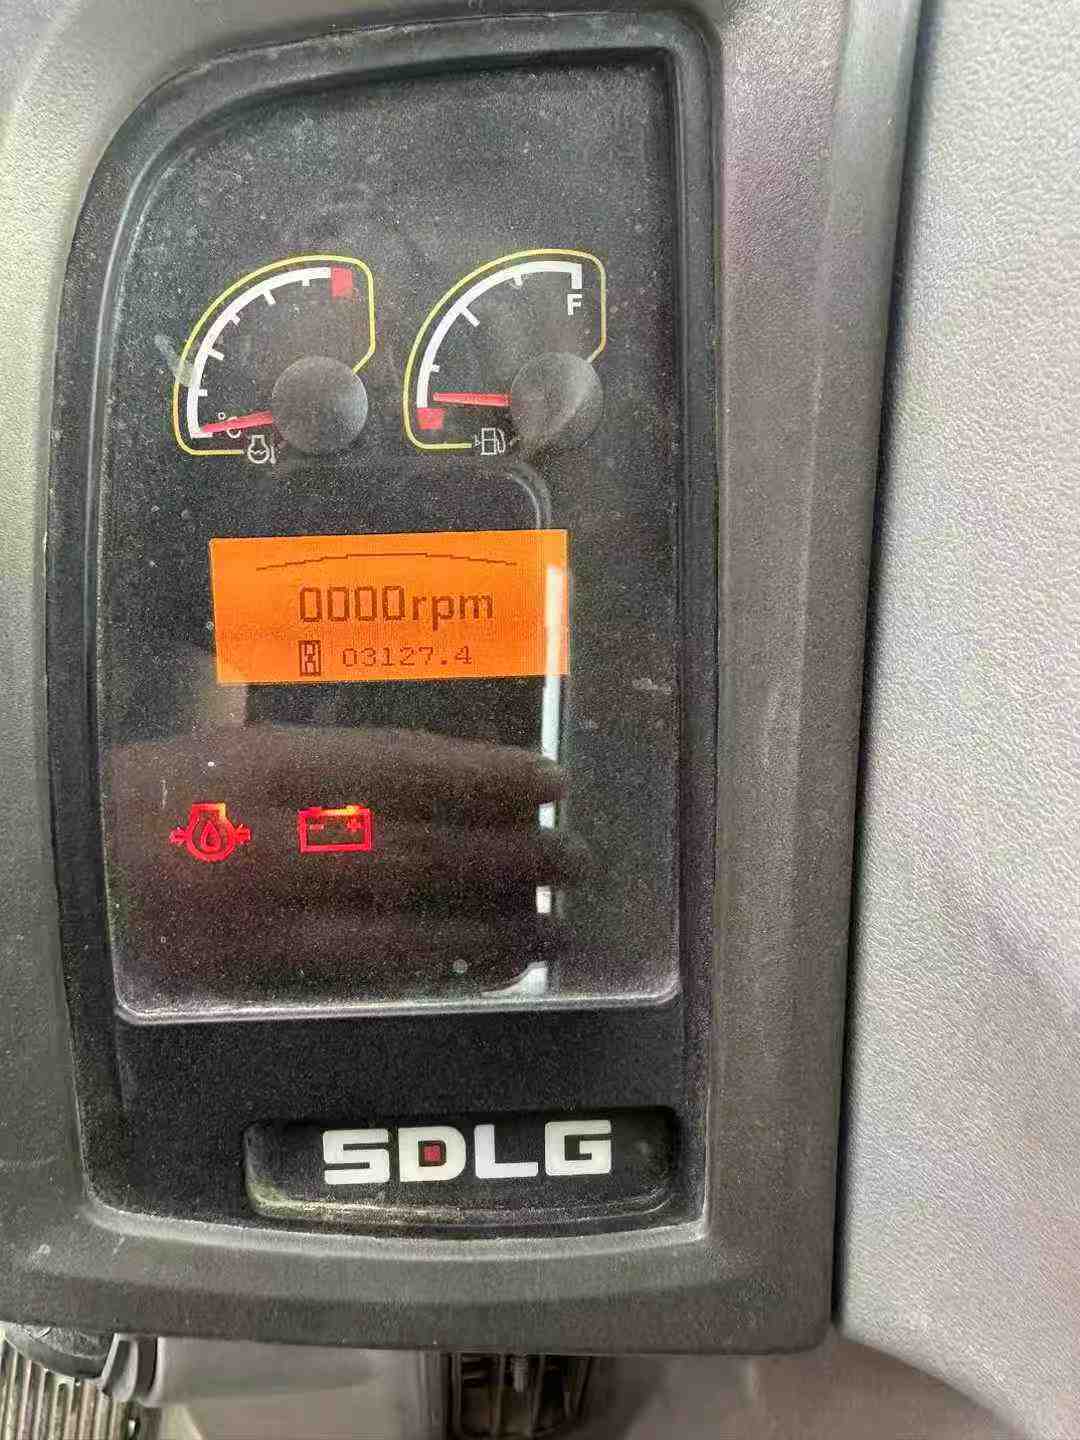 F
°C
0000rpm
03127.4
SDLG